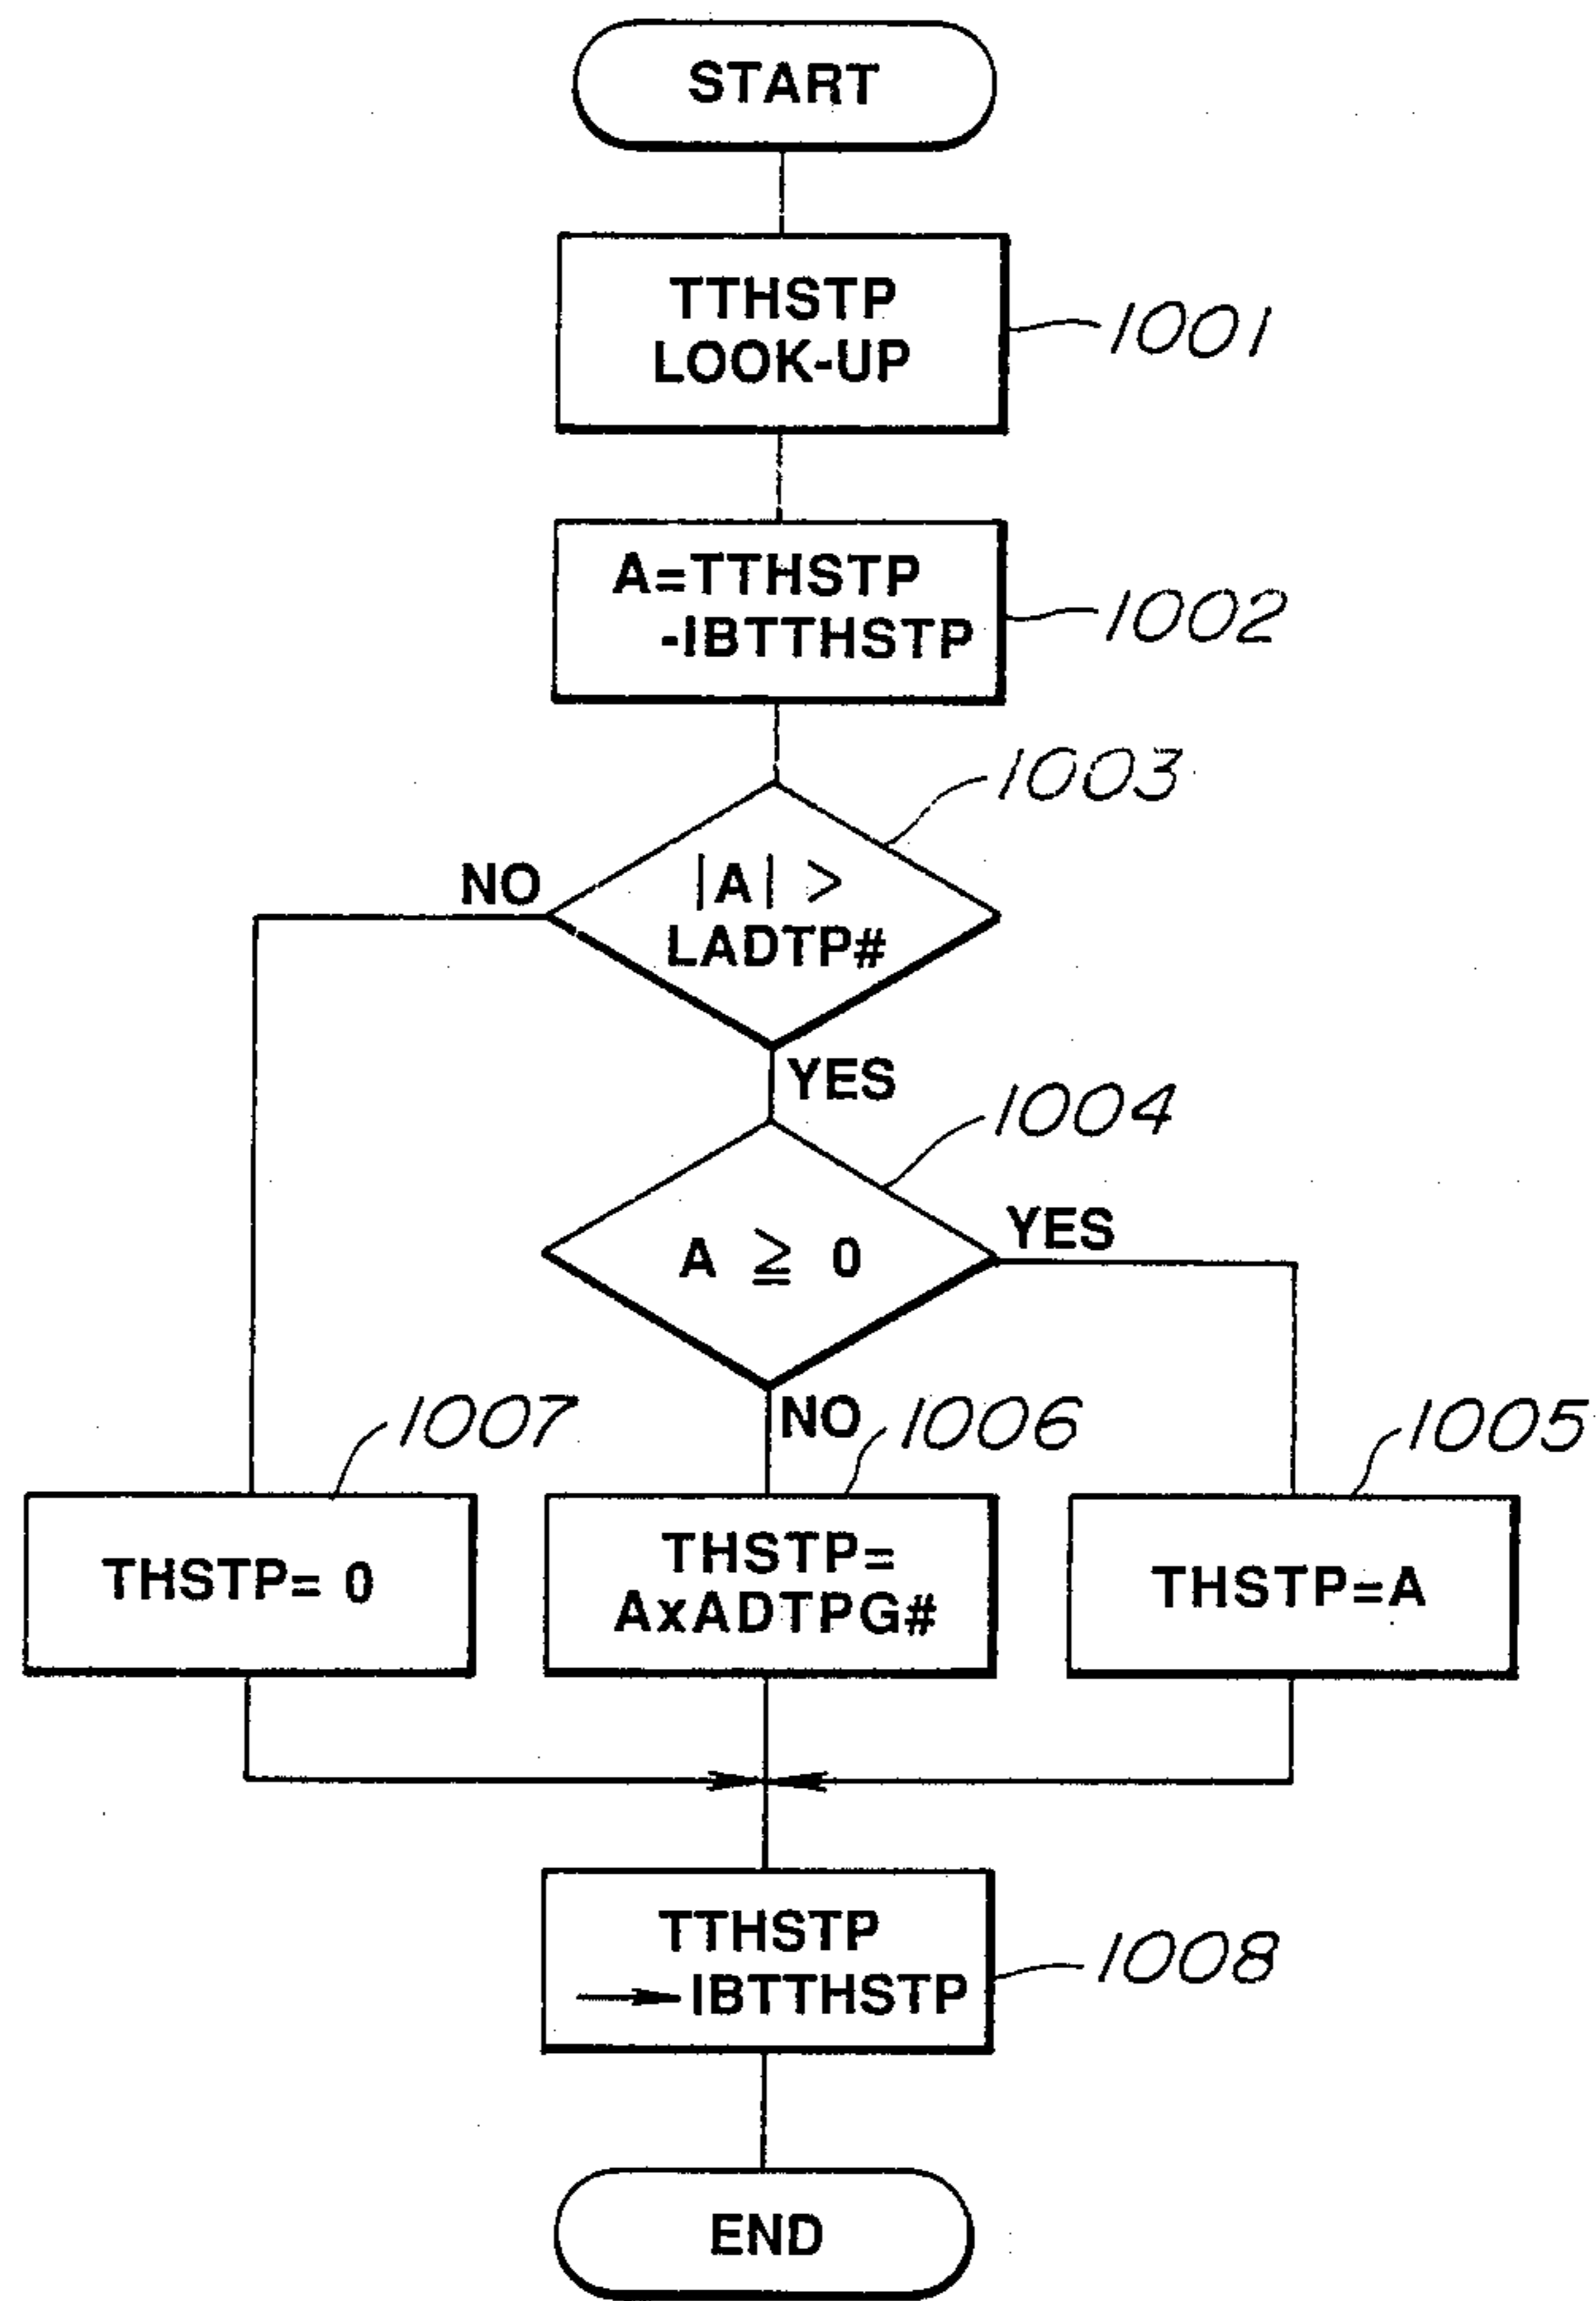 START
TTHSTP
LOOK-UP
1001
A=TTHSTP
-IBTTHSTP
1002
1003
|A| >
LADTP#
NO
YES
1004
A ≧ 0
YES
NO
1007
THSTP= 0
1006
THSTP=
AxADTPG#
1005
THSTP=A
TTHSTP
→IBTTHSTP
1008
END